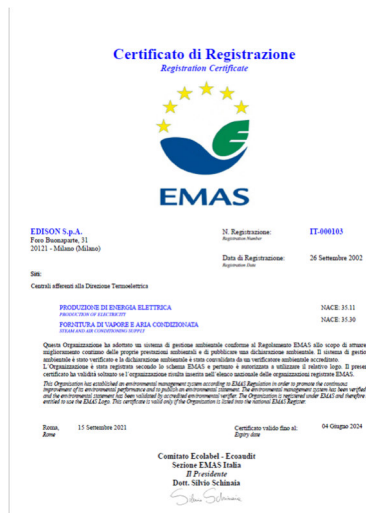 Certificato di Registrazione
Registration Certificate
EMAS
EDISON S.p.A.
Foro Buonaparte, 31
20121 - Milano (Milano)
N. Registrazione: IT-000103
Registration Number
Data di Registrazione: 26 Settembre 2002
Registration Date
Siti:
Centrali afferenti alla Direzione Termoelettrica
PRODUZIONE DI ENERGIA ELETTRICA NACE: 35.11
PRODUCTION OF ELECTRICITY
FORNITURA DI VAPORE E ARIA CONDIZIONATA NACE: 35.30
STEAM AND AIR CONDITIONING SUPPLY
Questa Organizzazione ha adottato un sistema di gestione ambientale conforme al Regolamento EMAS allo scopo di attuare
miglioramento continuo delle proprie prestazioni ambientali e di pubblicare una dichiarazione ambientale. Il sistema di gestio
ambientale è stato verificato e la dichiarazione ambientale è stata convalidata da un verificatore ambientale accreditato.
L'Organizzazione è stata registrata secondo lo schema EMAS e pertanto è autorizzata a utilizzare il relativo logo. Il presen
certificato ha validità soltanto se l'organizzazione risulta inserita nell'elenco nazionale delle organizzazioni registrate EMAS.
This Organization has established an environmental management system according to EMAS Regulation in order to promote the continuous
improvement of its environmental performance and to publish an environmental statement. The environmental management system has been verified
and the environmental statement has been validated by accredited environmental verifier. The Organization is registered under EMAS and therefore
entitled to use the EMAS Logo. This certificate is valid only if the Organization is listed into the national EMAS Register.
Roma, 15 Settembre 2021 Certificato valido fino al: 04 Giugno 2024
Rome Expiry date
Comitato Ecolabel - Ecoaudit
Sezione EMAS Italia
Il Presidente
Dott. Silvio Schinaia
Silvio Schinaia